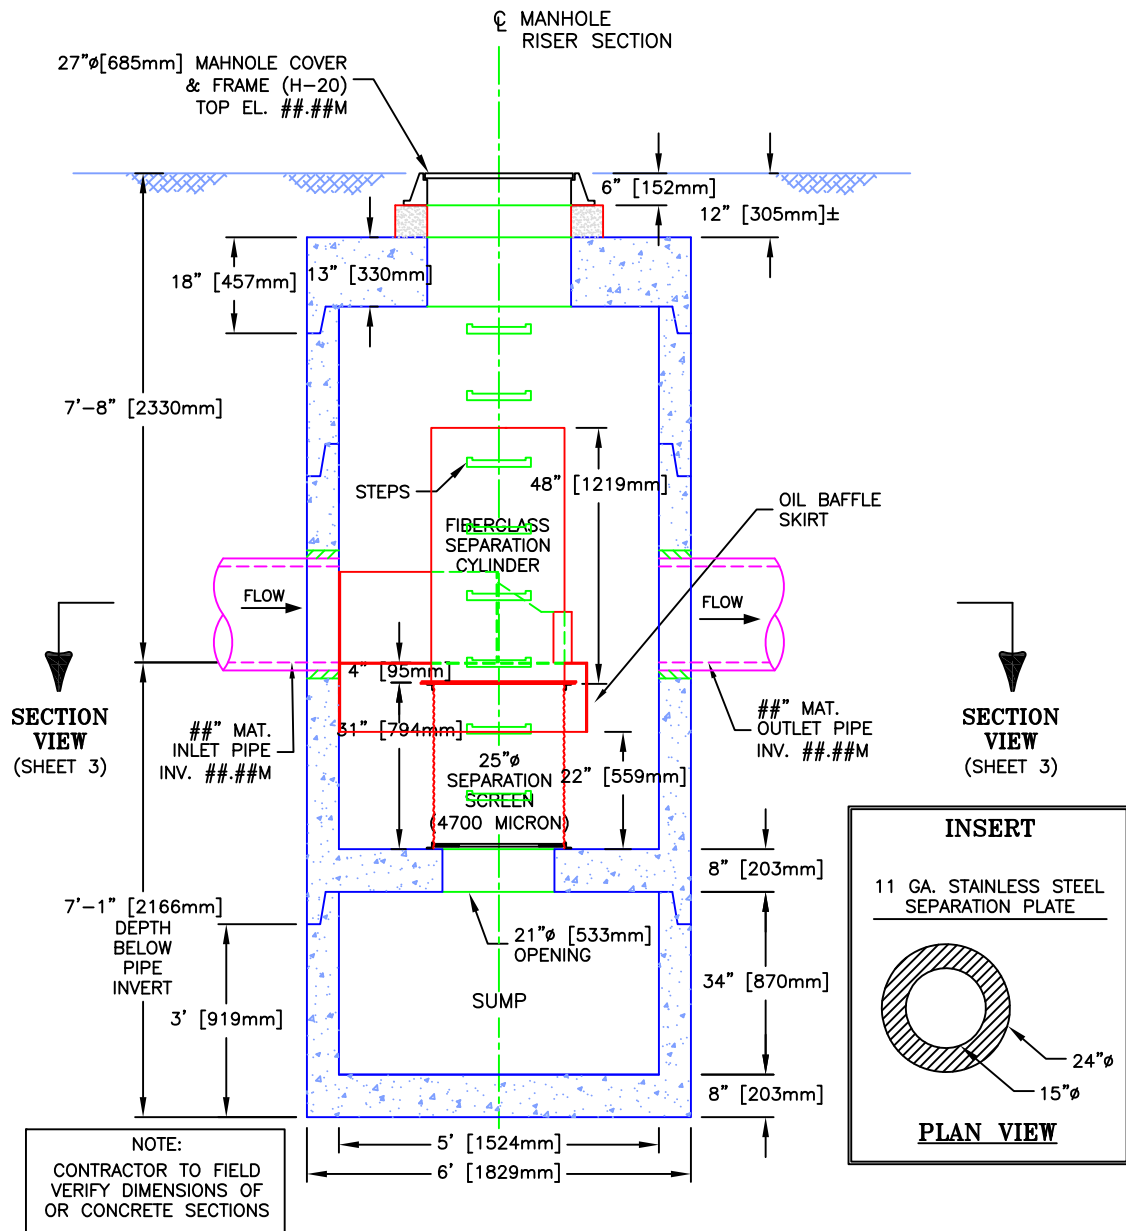 ℄ MANHOLE
RISER SECTION
27"ø[685mm] MAHNOLE COVER
& FRAME (H-20)
TOP EL. ##.##M
6" [152mm]
12" [305mm]±
18" [457mm]
13" [330mm]
7'-8" [2330mm]
STEPS
48" [1219mm]
OIL BAFFLE
SKIRT
FIBERGLASS
SEPARATION
CYLINDER
FLOW
FLOW
4" [95mm]
SECTION
VIEW
(SHEET 3)
##" MAT.
INLET PIPE
INV. ##.##M
31" [794mm]
##" MAT.
OUTLET PIPE
INV. ##.##M
SECTION
VIEW
(SHEET 3)
25"ø
SEPARATION
SCREEN
(4700 MICRON)
22" [559mm]
8" [203mm]
7'-1" [2166mm]
DEPTH
BELOW
PIPE
INVERT
21"ø [533mm]
OPENING
34" [870mm]
SUMP
3' [919mm]
8" [203mm]
5' [1524mm]
6' [1829mm]
NOTE:
CONTRACTOR TO FIELD
VERIFY DIMENSIONS OF
OR CONCRETE SECTIONS
INSERT
11 GA. STAINLESS STEEL
SEPARATION PLATE
24"ø
15"ø
PLAN VIEW